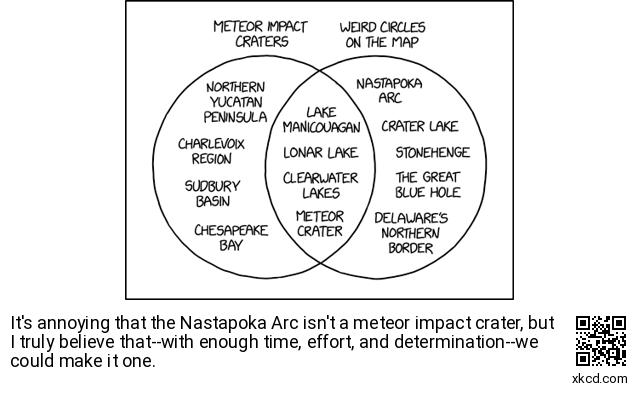 METEOR IMPACT
CRATERS
WEIRD CIRCLES
ON THE MAP
NORTHERN
YUCATAN
PENINSULA
CHARLEVOIX
REGION
SUDBURY
BASIN
CHESAPEAKE
BAY
LAKE
MANICOUAGAN
LONAR LAKE
CLEARWATER
LAKES
METEOR
CRATER
NASTAPOKA
ARC
CRATER LAKE
STONEHENGE
THE GREAT
BLUE HOLE
DELAWARE'S
NORTHERN
BORDER
It's annoying that the Nastapoka Arc isn't a meteor impact crater, but
I truly believe that--with enough time, effort, and determination--we
could make it one.
xkcd.com